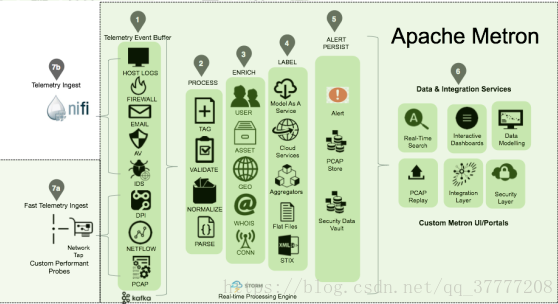 Apache Metron
7b
Telemetry Ingest
nifi
7a
Fast Telemetry Ingest
Network
Tap
Custom Performant
Probes
1
Telemetry Event Buffer
HOST LOGS
FIREWALL
EMAIL
AV
IDS
DPI
NETFLOW
PCAP
kafka
2
PROCESS
TAG
VALIDATE
NORMALIZE
PARSE
3
ENRICH
USER
ASSET
GEO
WHOIS
CONN
4
LABEL
Model As A
Service
Cloud
Services
Aggregators
Flat Files
XML
STIX
5
ALERT
PERSIST
Alert
PCAP
Store
Security Data
Vault
STORM
Real-time Processing Engine
6
Data & Integration Services
Real-Time
Search
Interactive
Dashboards
Data
Modelling
PCAP
Replay
Integration
Layer
Security Layer
Custom Metron UI/Portals
https://blog.csdn.net/qq_37777208